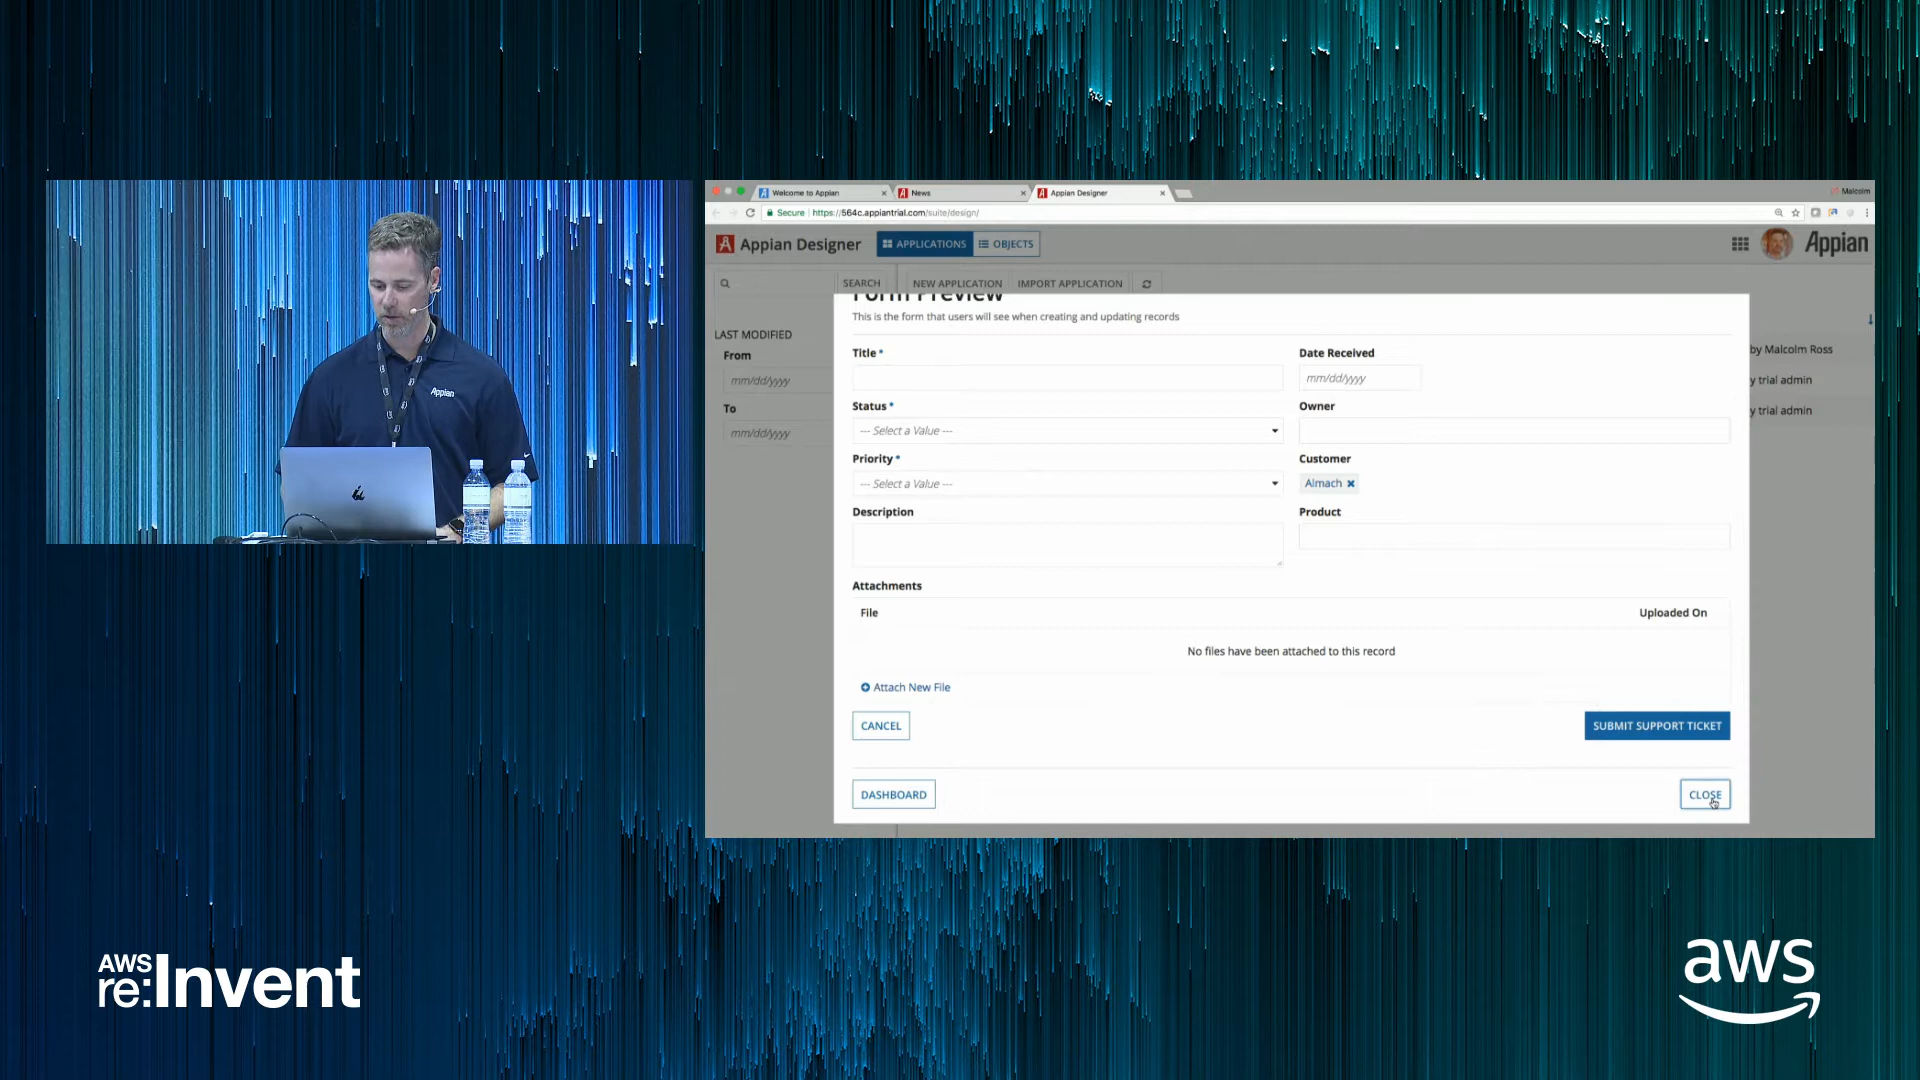 Welcome to Appian
News
Appian Designer
Malcolm
Secure https://564c.appiantrial.com/suite/design/
Appian Designer
APPLICATIONS
OBJECTS
Appian
SEARCH
NEW APPLICATION
IMPORT APPLICATION
Form Preview
This is the form that users will see when creating and updating records
LAST MODIFIED
From
mm/dd/yyyy
To
mm/dd/yyyy
by Malcolm Ross
y trial admin
y trial admin
Title *
Date Received
mm/dd/yyyy
Status *
--- Select a Value ---
Owner
Priority *
--- Select a Value ---
Customer
Almach
Description
Product
Attachments
File
Uploaded On
No files have been attached to this record
Attach New File
CANCEL
SUBMIT SUPPORT TICKET
DASHBOARD
CLOSE
Appian
AWS
re:Invent
aws